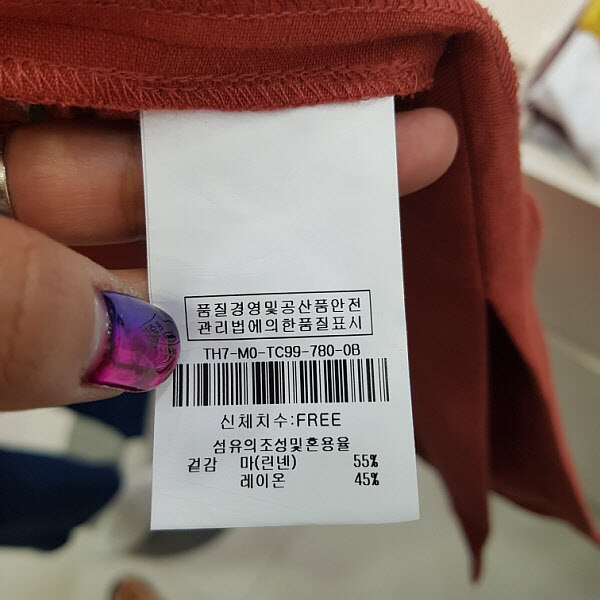 품질경영및공산품안전
관리법에의한품질표시
TH7-M0-TC99-780-0B
신체치수:FREE
섬유의조성및혼용율
겉감 마(린넨) 55%
레이온 45%